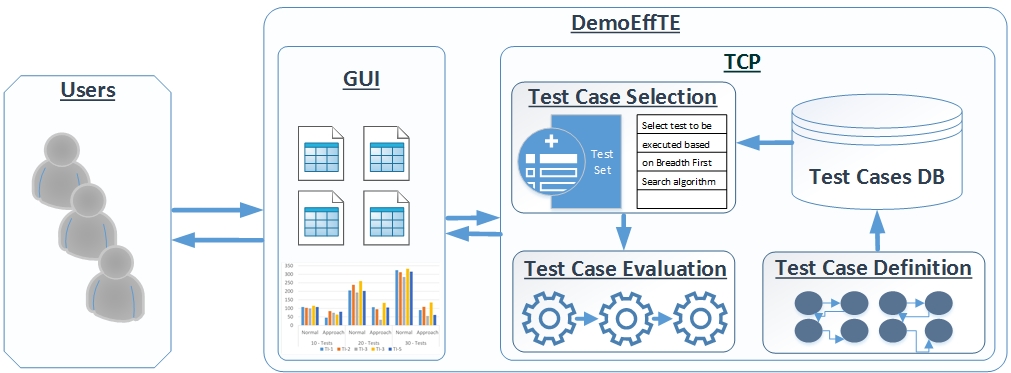 DemoEffTE
Users
GUI
TCP
Test Case Selection
Test
Set
Select test to be
executed based
on Breadth First
Search algorithm
Test Cases DB
Test Case Evaluation
Test Case Definition
350
300
250
200
150
100
50
0
Normal Approach Normal Approach Normal Approach
10 - Tests 20 - Tests 30 - Tests
TI-1 TI-2 TI-3 TI-3 TI-5